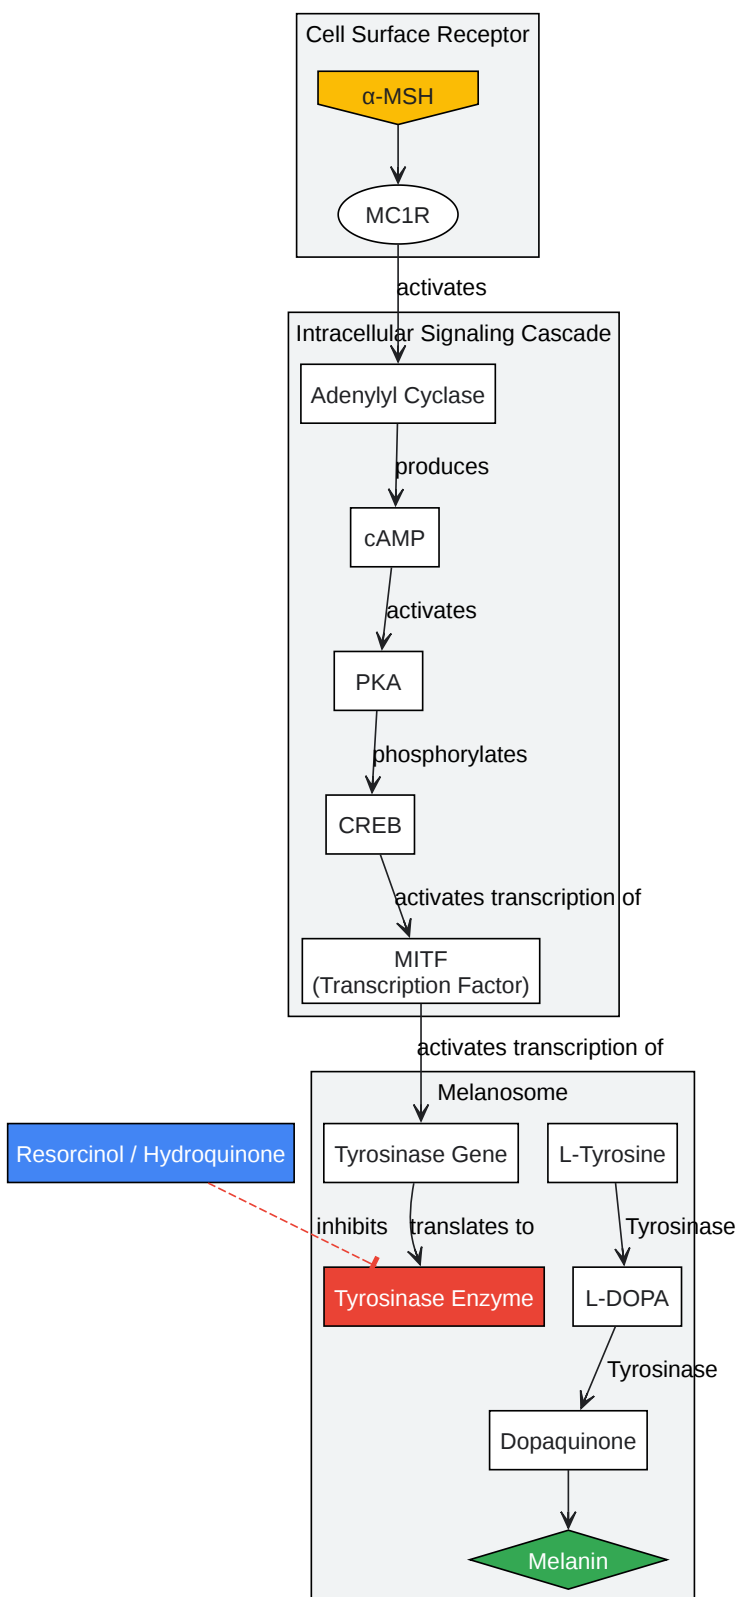 Cell Surface Receptor
α-MSH
MC1R
activates
Intracellular Signaling Cascade
Adenylyl Cyclase
produces
cAMP
activates
PKA
phosphorylates
CREB
activates transcription of
MITF
(Transcription Factor)
activates transcription of
Melanosome
Resorcinol / Hydroquinone
Tyrosinase Gene
L-Tyrosine
inhibits
translates to
Tyrosinase
Tyrosinase Enzyme
L-DOPA
Tyrosinase
Dopaquinone
Melanin